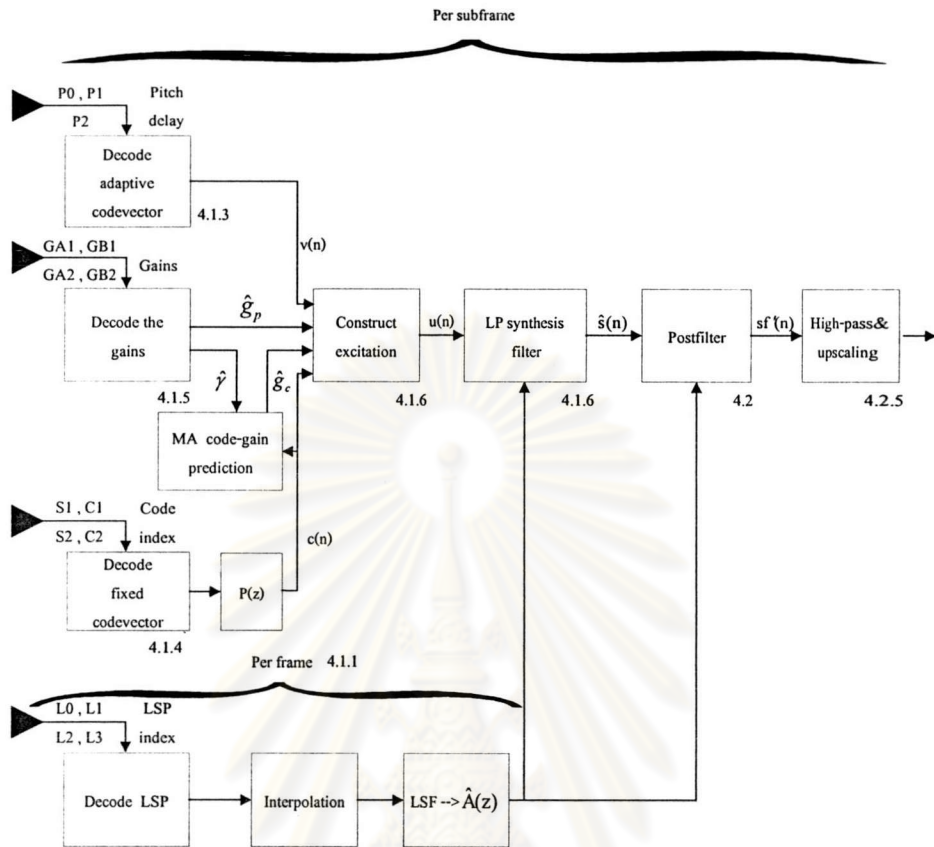 Per subframe
P0 , P1 Pitch
P2 delay
Decode
adaptive
codevector
4.1.3
v(n)
GA1 , GB1
GA2 , GB2 Gains
Decode the
gains
4.1.5
ĝp
γ̂
ĝc
MA code-gain
prediction
Construct
excitation
4.1.6
u(n)
LP synthesis
filter
4.1.6
ŝ(n)
Postfilter
4.2
sf'(n)
High-pass&
upscaling
4.2.5
S1 , C1 Code
S2 , C2 index
Decode
fixed
codevector
4.1.4
P(z)
c(n)
Per frame 4.1.1
L0 , L1 LSP
L2 , L3 index
Decode LSP
Interpolation
LSF --> Â(z)